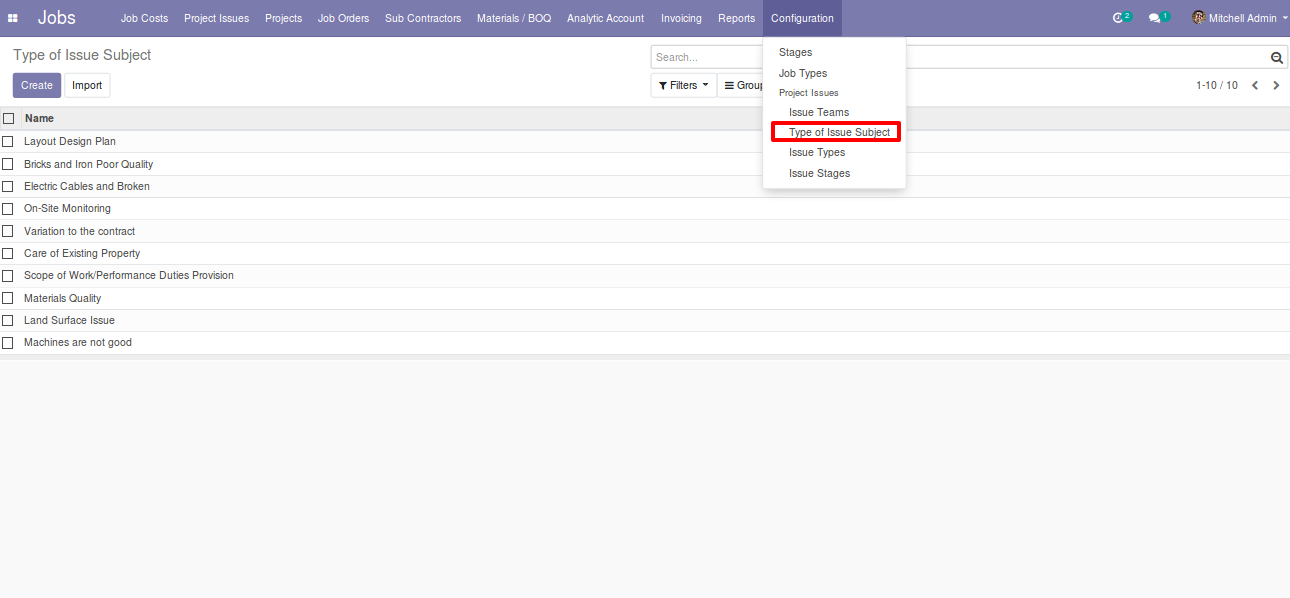 Jobs Job Costs Project Issues Projects Job Orders Sub Contractors Materials / BOQ Analytic Account Invoicing Reports Configuration 2 1 Mitchell Admin
Type of Issue Subject
Search...
Create Import
Filters Group
1-10 / 10
Stages
Job Types
Project Issues
Issue Teams
Type of Issue Subject
Issue Types
Issue Stages
Name
Layout Design Plan
Bricks and Iron Poor Quality
Electric Cables and Broken
On-Site Monitoring
Variation to the contract
Care of Existing Property
Scope of Work/Performance Duties Provision
Materials Quality
Land Surface Issue
Machines are not good